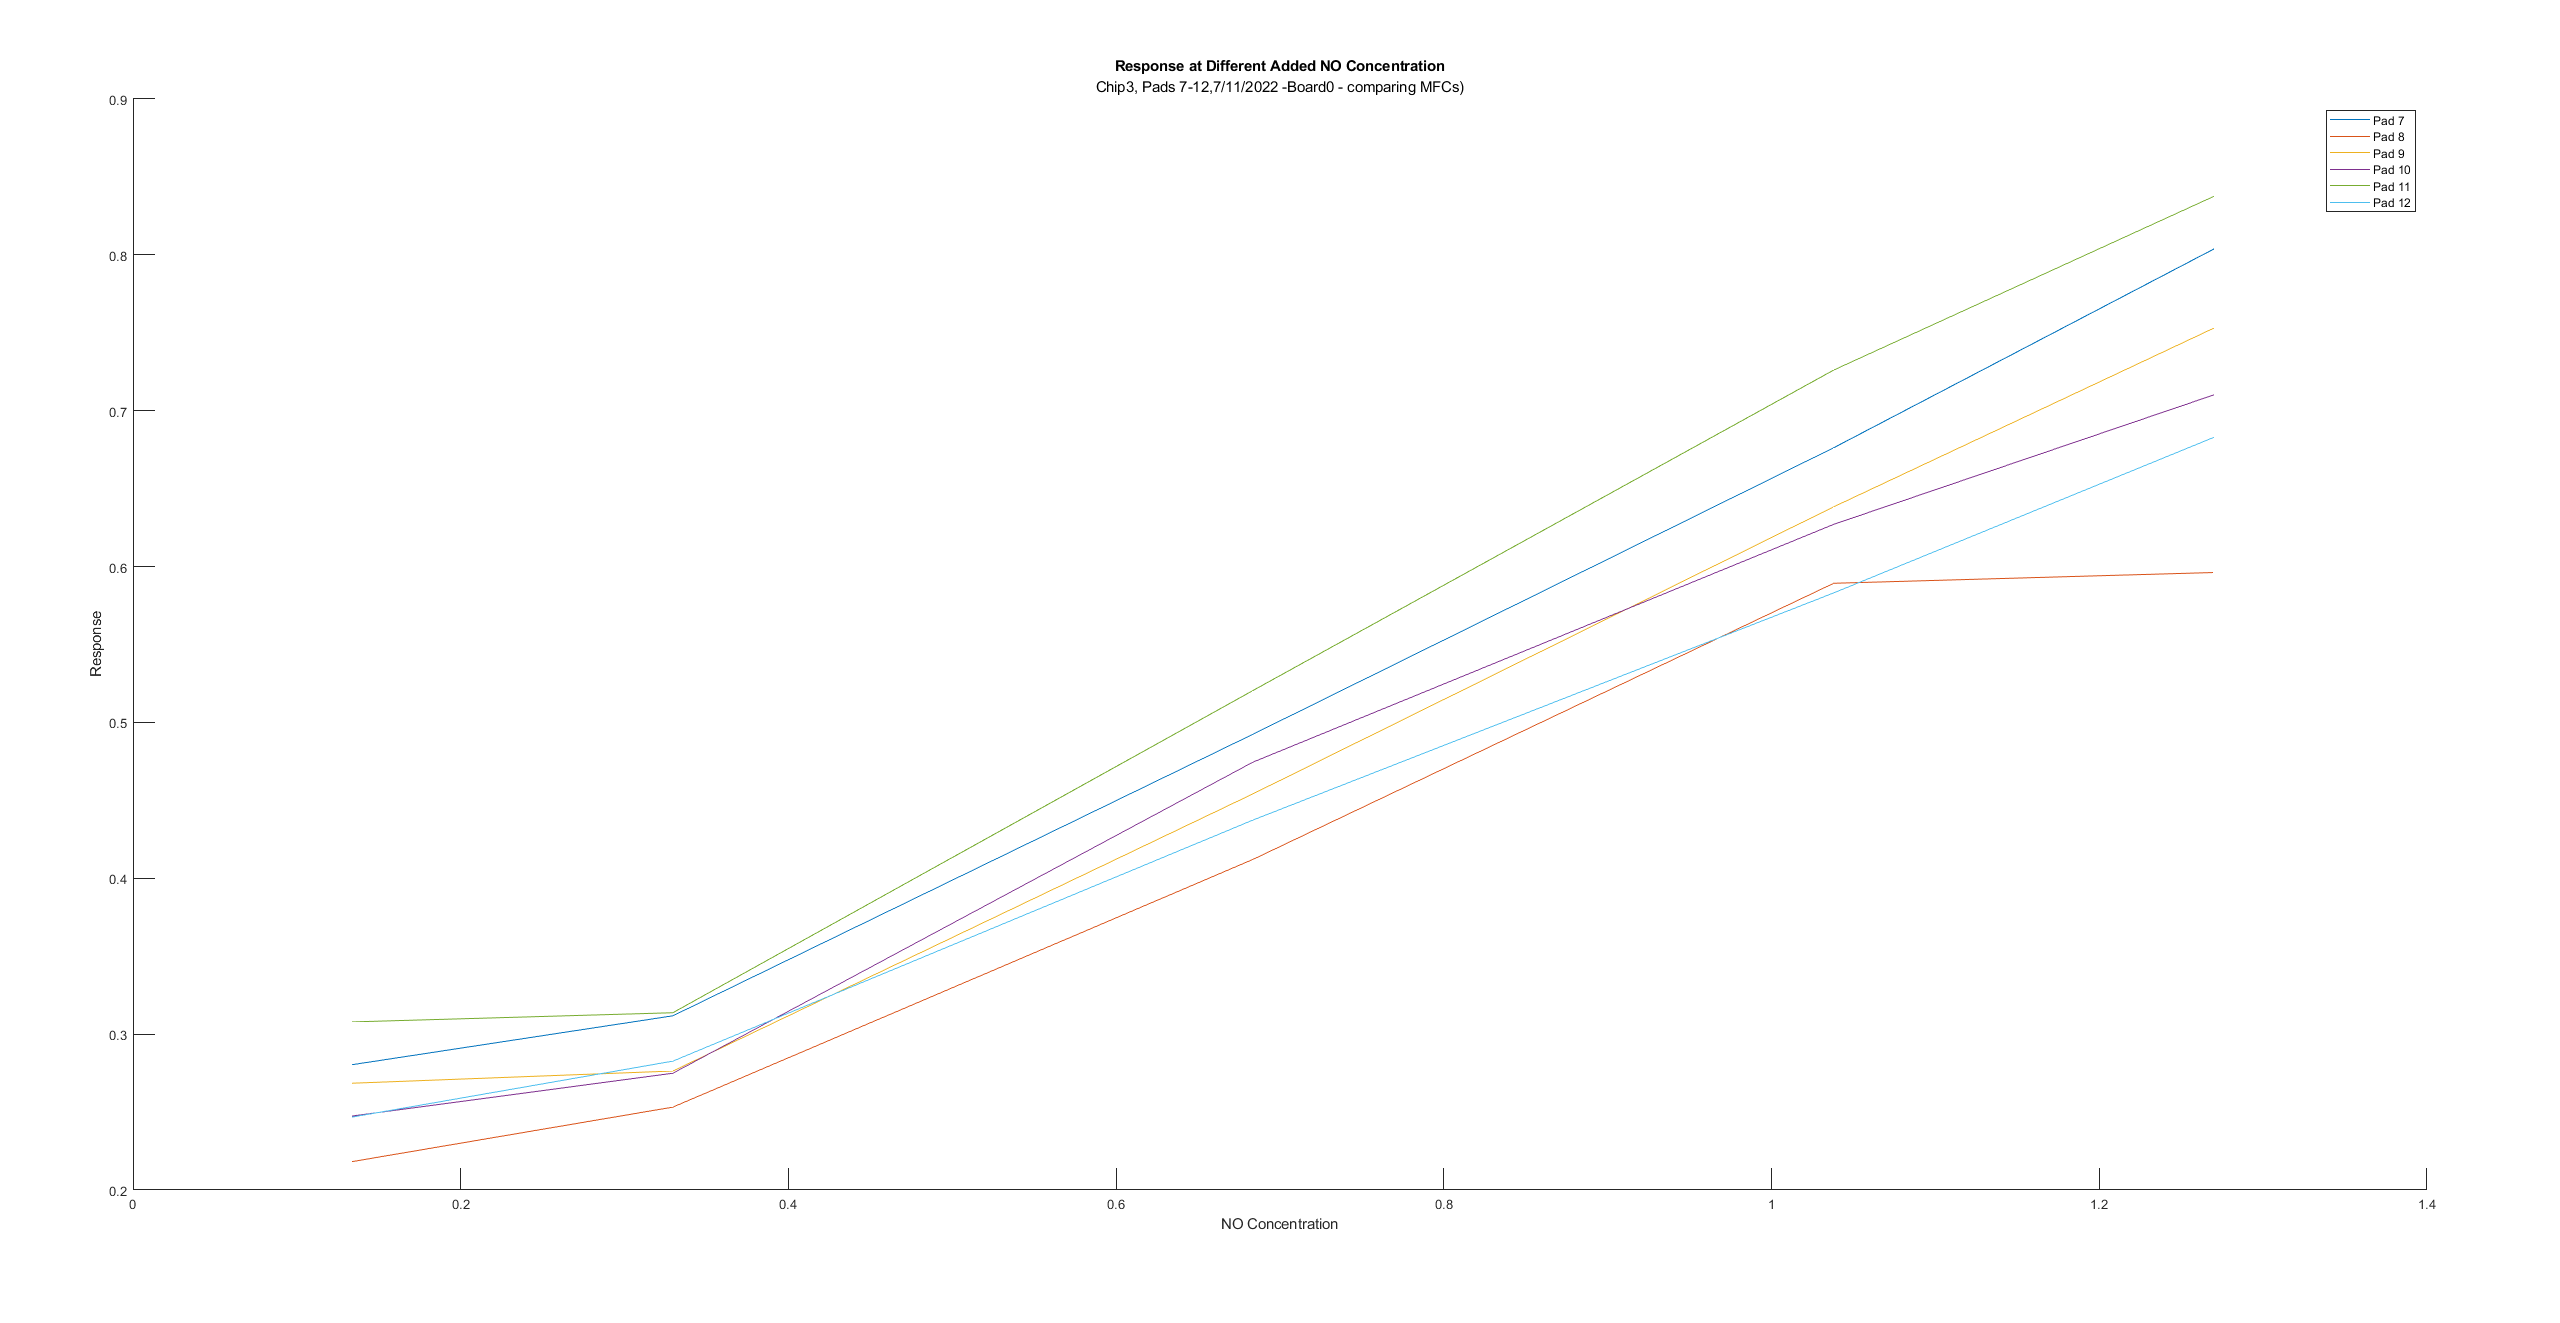 Response at Different Added NO Concentration
Chip3, Pads 7-12,7/11/2022 -Board0 - comparing MFCs)
0.9
0.8
0.7
0.6
0.5
0.4
0.3
0.2
Response
Pad 7
Pad 8
Pad 9
Pad 10
Pad 11
Pad 12
0 0.2 0.4 0.6 0.8 1 1.2 1.4
NO Concentration